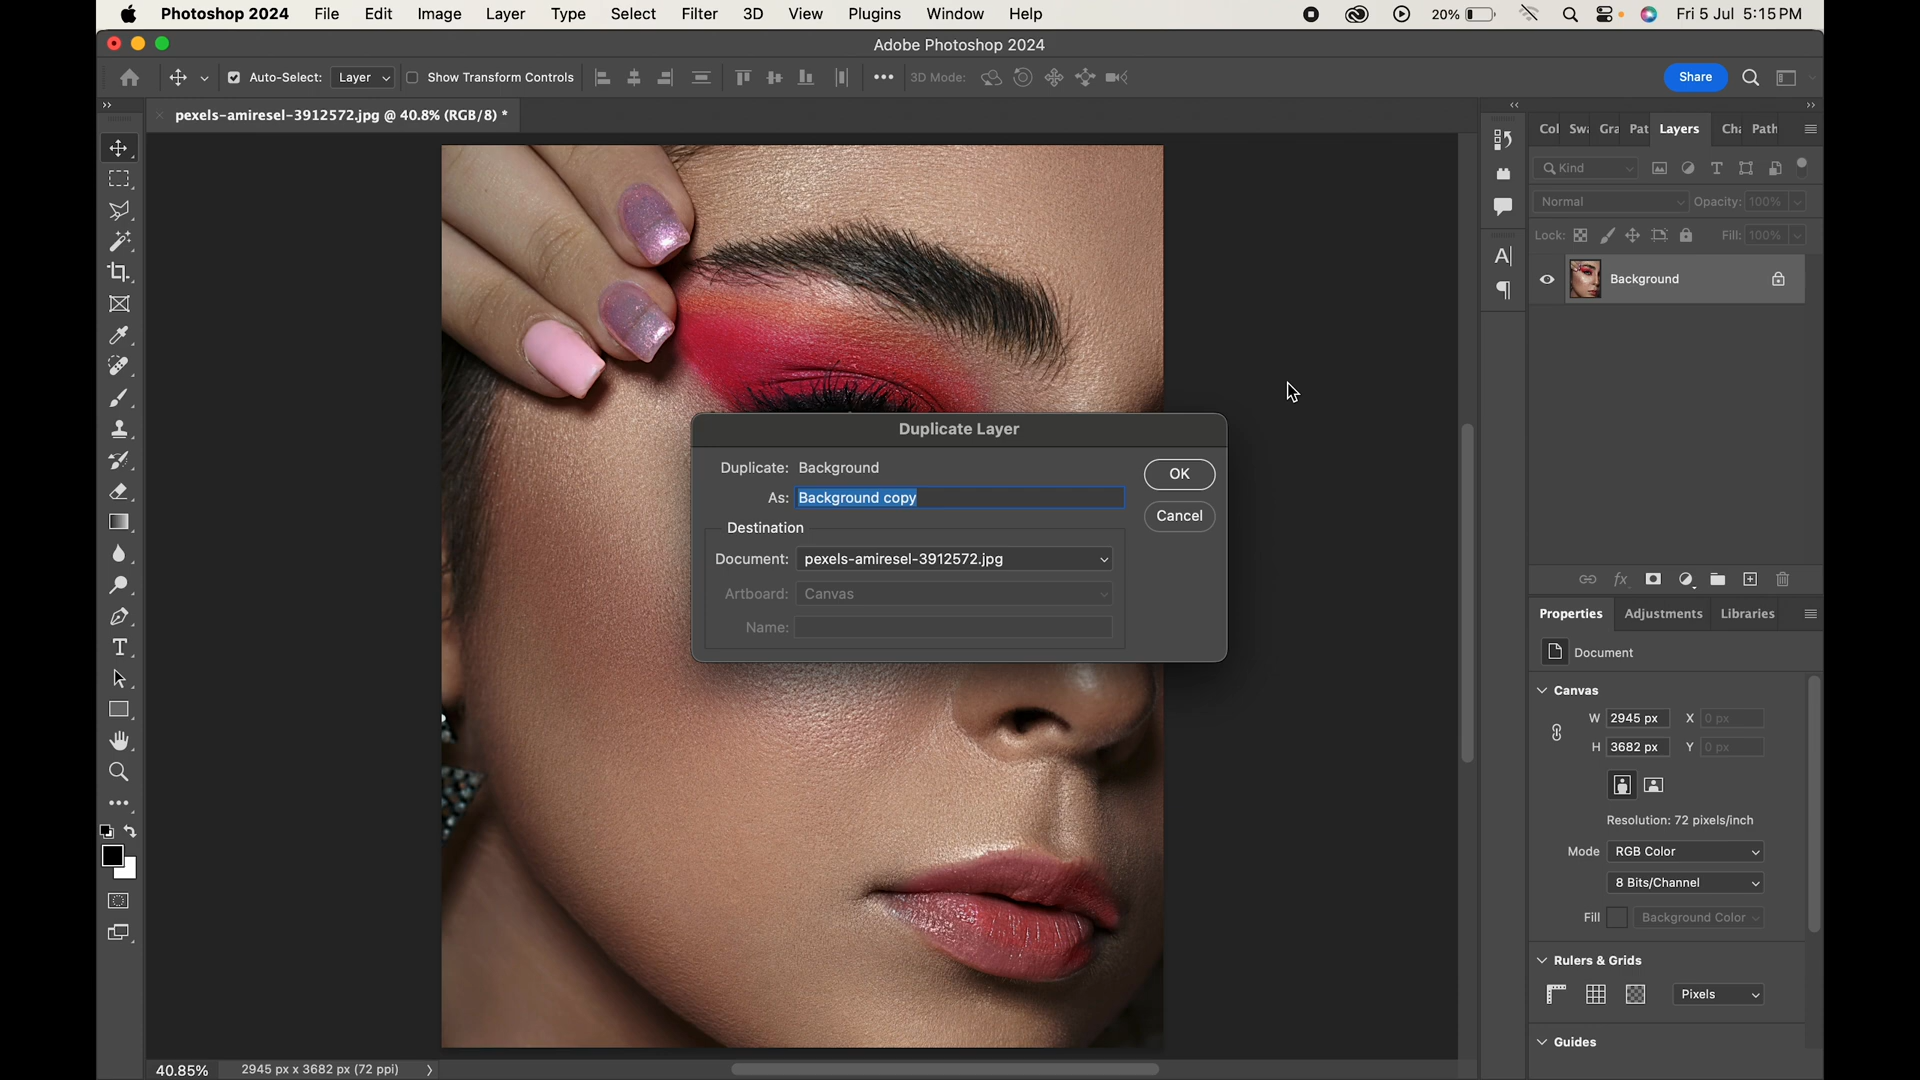 Photoshop 2024 File Edit Image Layer Type Select Filter 3D View Plugins Window Help 20% Fri 5 Jul 5:15 PM
Adobe Photoshop 2024
Auto-Select: Layer Show Transform Controls 3D Mode: Share
pexels-amiresel-3912572.jpg @ 40.8% (RGB/8) *
Col Swa Gra Pat Layers Cha Path
Kind
Normal Opacity: 100%
Lock: Fill: 100%
Background
Duplicate Layer
Duplicate: Background
As: Background copy
Destination
Document: pexels-amiresel-3912572.jpg
Artboard: Canvas
Name:
OK
Cancel
Properties Adjustments Libraries
Document
Canvas
W 2945 px X 0 px
H 3682 px Y 0 px
Resolution: 72 pixels/inch
Mode RGB Color
8 Bits/Channel
Fill Background Color
Rulers & Grids
Pixels
Guides
40.85% 2945 px x 3682 px (72 ppi)